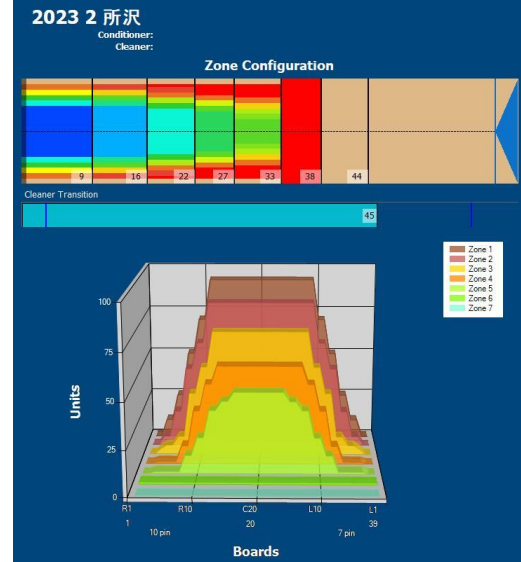 2023 2 所沢
Conditioner:
Cleaner:
Zone Configuration
9 16 22 27 33 38 44
Cleaner Transition
45
Zone 1
Zone 2
Zone 3
Zone 4
Zone 5
Zone 6
Zone 7
100
75
50
25
0
Units
R1 R10 C20 L10 L1
1 20 39
10 pin 7 pin
Boards